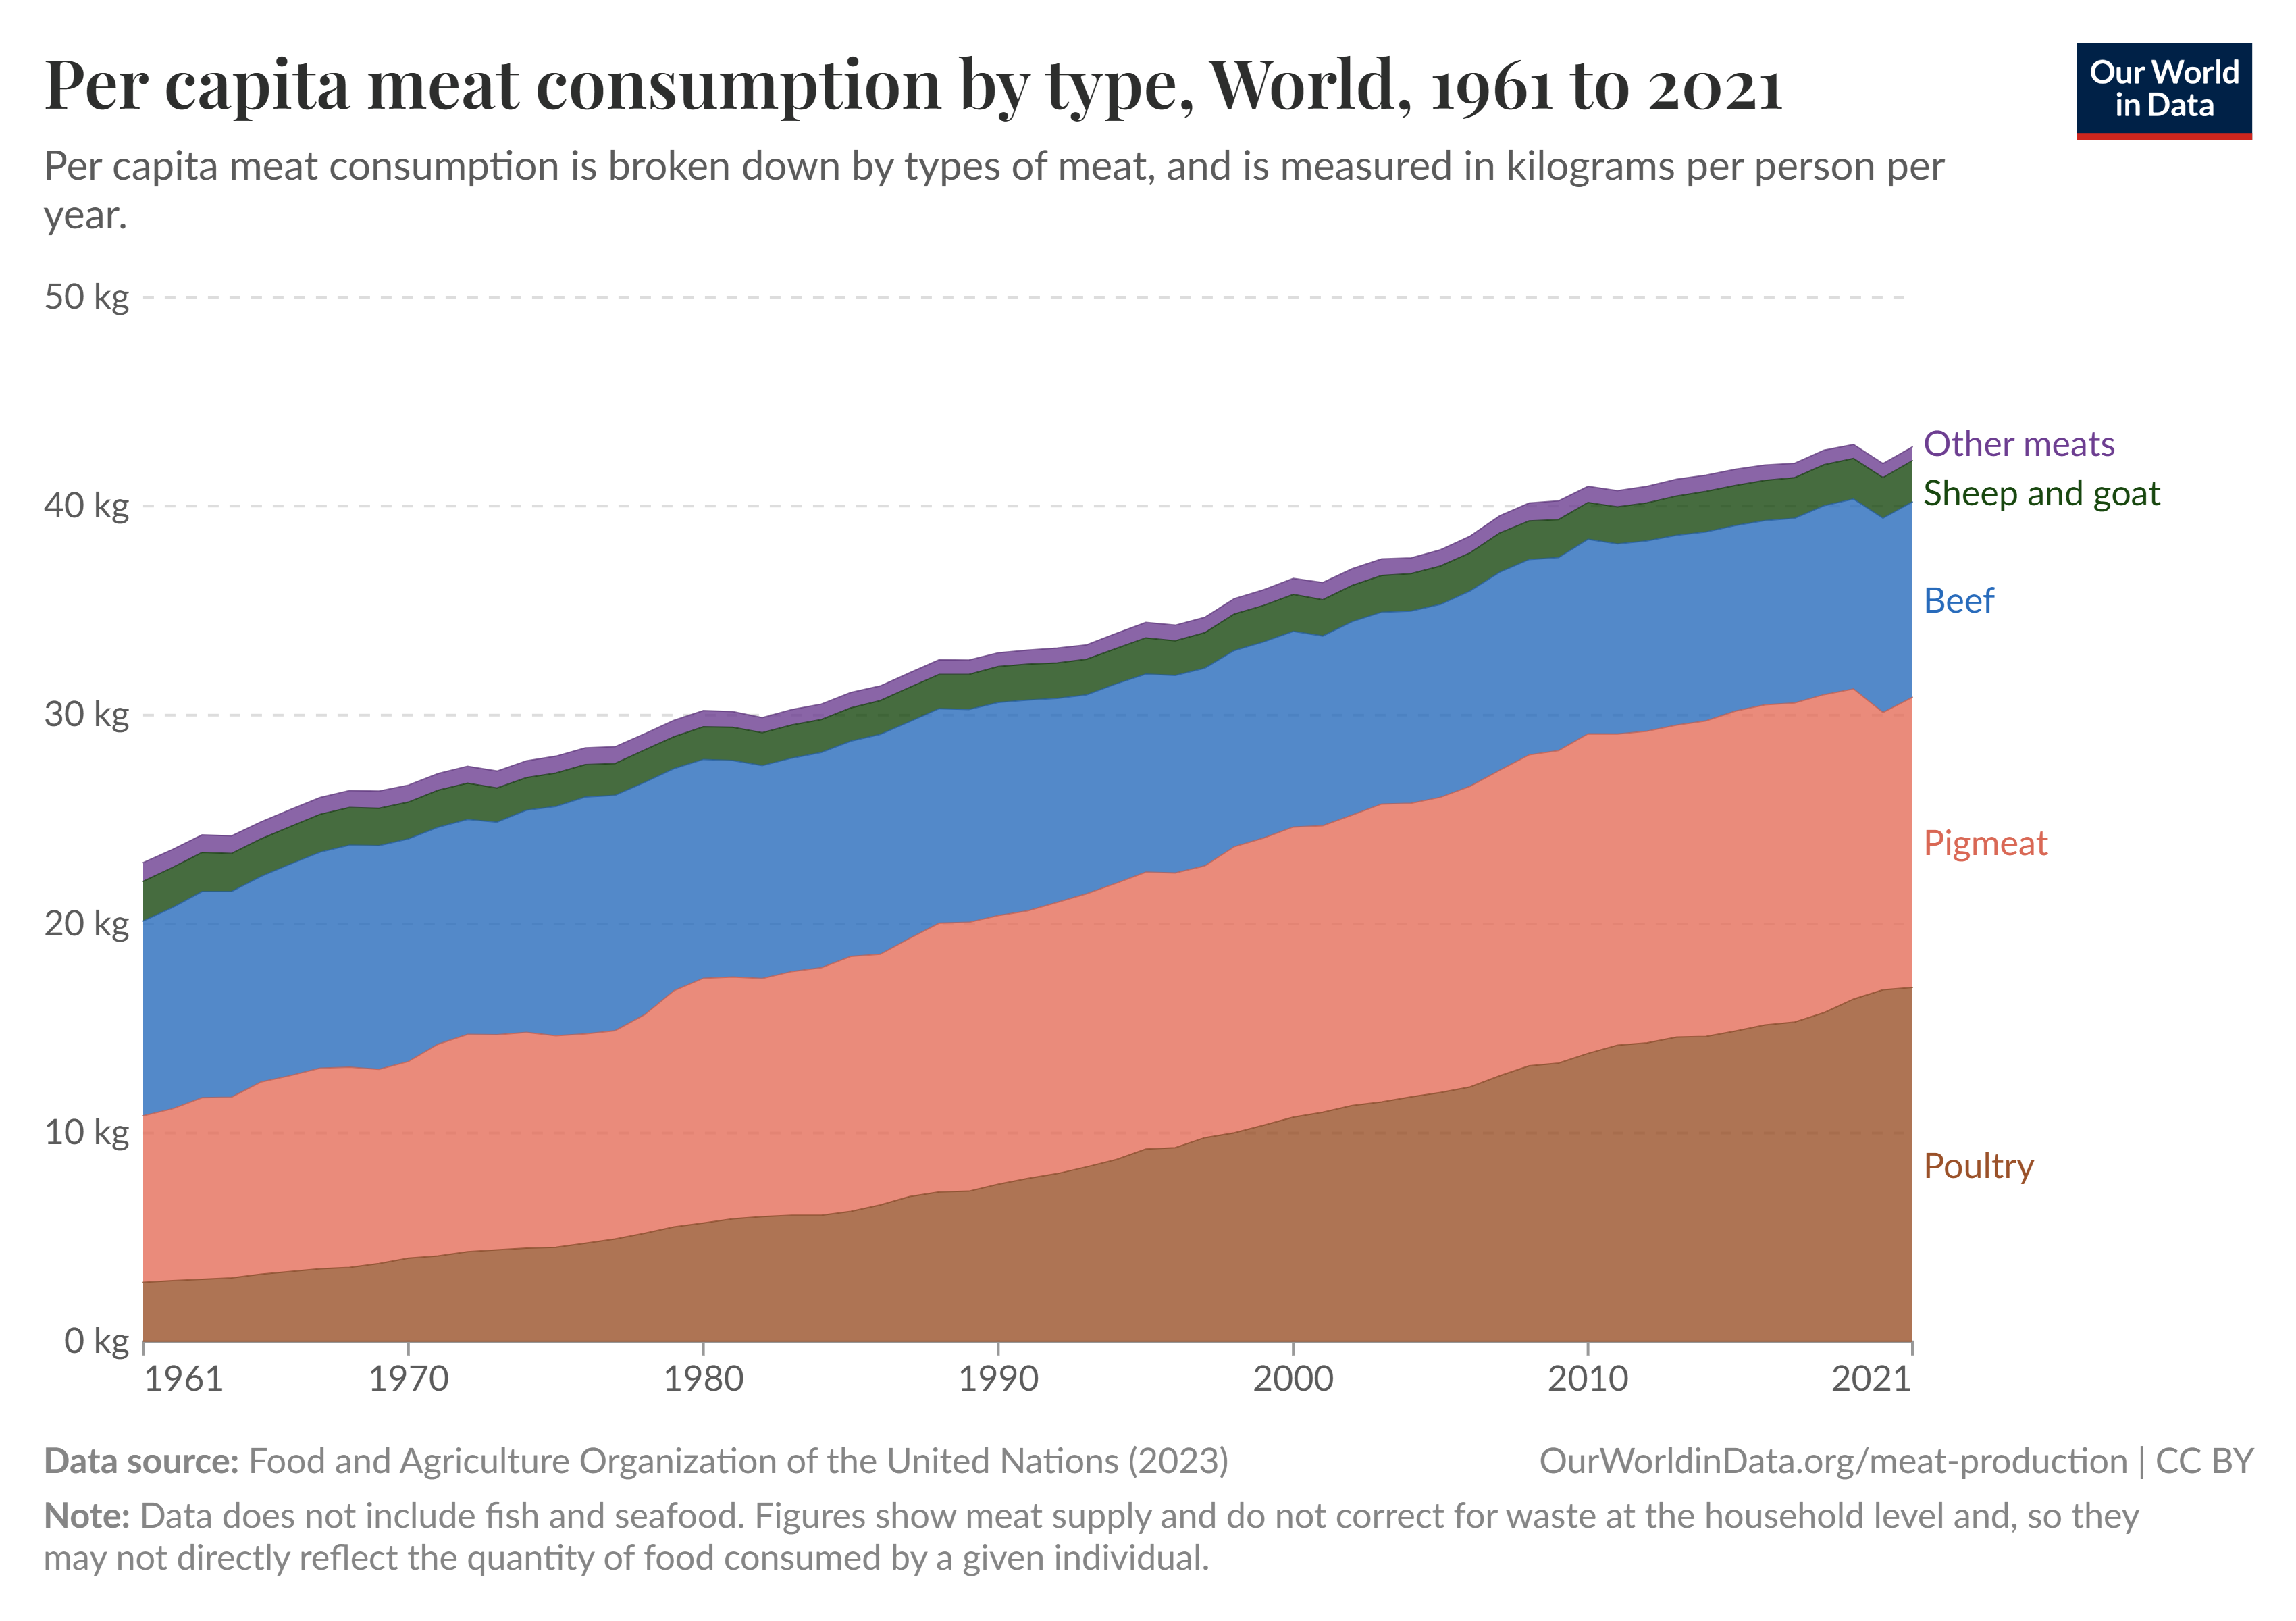 Per capita meat consumption by type, World, 1961 to 2021
Our World
in Data
Per capita meat consumption is broken down by types of meat, and is measured in kilograms per person per
year.
50 kg
40 kg
30 kg
20 kg
10 kg
0 kg
Other meats
Sheep and goat
Beef
Pigmeat
Poultry
1961
1970
1980
1990
2000
2010
2021
Data source: Food and Agriculture Organization of the United Nations (2023)
OurWorldinData.org/meat-production | CC BY
Note: Data does not include fish and seafood. Figures show meat supply and do not correct for waste at the household level and, so they
may not directly reflect the quantity of food consumed by a given individual.